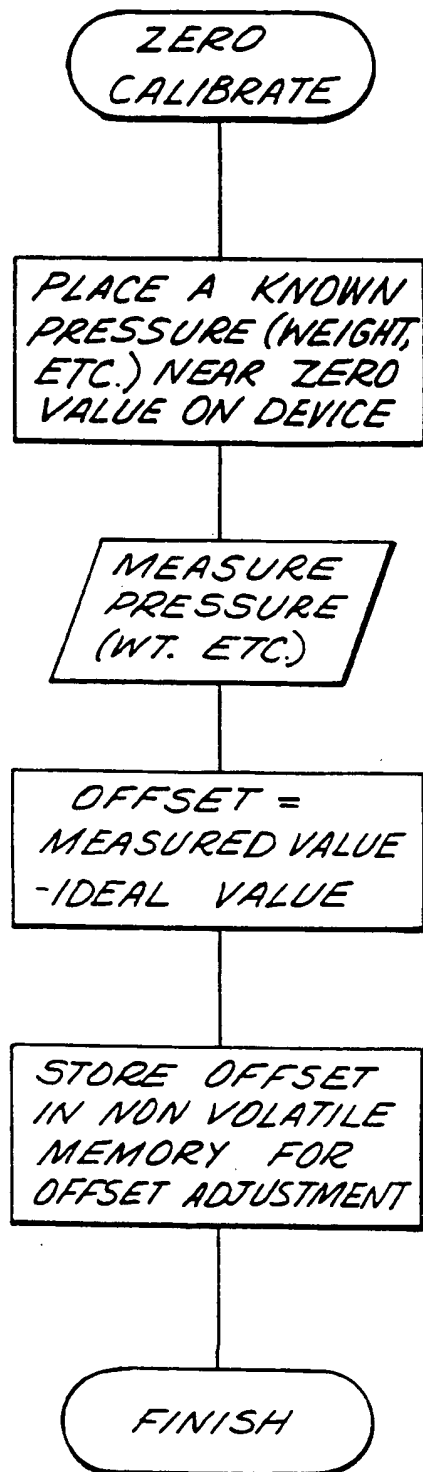 ZERO
CALIBRATE
PLACE A KNOWN
PRESSURE (WEIGHT,
ETC.) NEAR ZERO
VALUE ON DEVICE
MEASURE
PRESSURE
(WT. ETC.)
OFFSET =
MEASURED VALUE
-IDEAL VALUE
STORE OFFSET
IN NON VOLATILE
MEMORY FOR
OFFSET ADJUSTMENT
FINISH